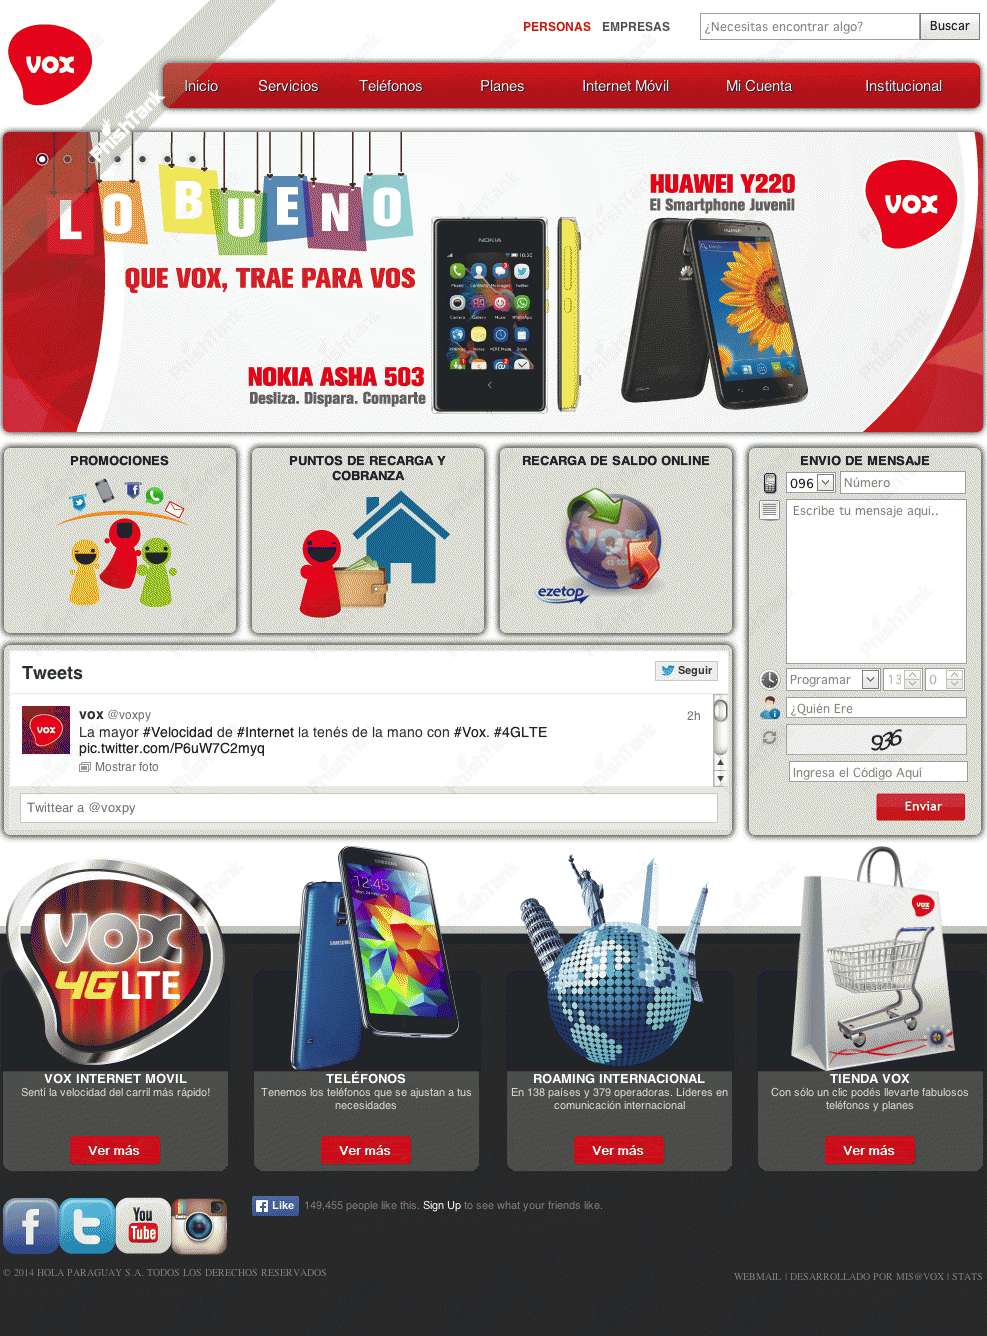 vox
PERSONAS EMPRESAS
¿Necesitas encontrar algo?
Buscar
Inicio Servicios Teléfonos Planes Internet Móvil Mi Cuenta Institucional
PhishTank
LO BUENO
QUE VOX, TRAE PARA VOS
NOKIA ASHA 503
Desliza. Dispara. Comparte
NOKIA
HUAWEI Y220
El Smartphone Juvenil
vox
PROMOCIONES
PUNTOS DE RECARGA Y
COBRANZA
RECARGA DE SALDO ONLINE
vox
ezetop
ENVIO DE MENSAJE
096
Número
Escribe tu mensaje aqui..
Programar 13 0
¿Quién Ere
936
Ingresa el Código Aquí
Enviar
Tweets
Seguir
vox @voxpy
2h
La mayor #Velocidad de #Internet la tenés de la mano con #Vox. #4GLTE
pic.twitter.com/P6uW7C2myq
Mostrar foto
Twittear a @voxpy
vox
4G LTE
12:45
SAMSUNG
vox
VOX INTERNET MOVIL
Sentí la velocidad del carril más rápido!
Ver más
TELÉFONOS
Tenemos los teléfonos que se ajustan a tus
necesidades
Ver más
ROAMING INTERNACIONAL
En 138 países y 379 operadoras. Líderes en
comunicación internacional
Ver más
TIENDA VOX
Con sólo un clic podés llevarte fabulosos
teléfonos y planes
Ver más
You
Tube
Like
149,455 people like this. Sign Up to see what your friends like.
© 2014 HOLA PARAGUAY S.A. TODOS LOS DERECHOS RESERVADOS
WEBMAIL | DESARROLLADO POR MIS@VOX | STATS